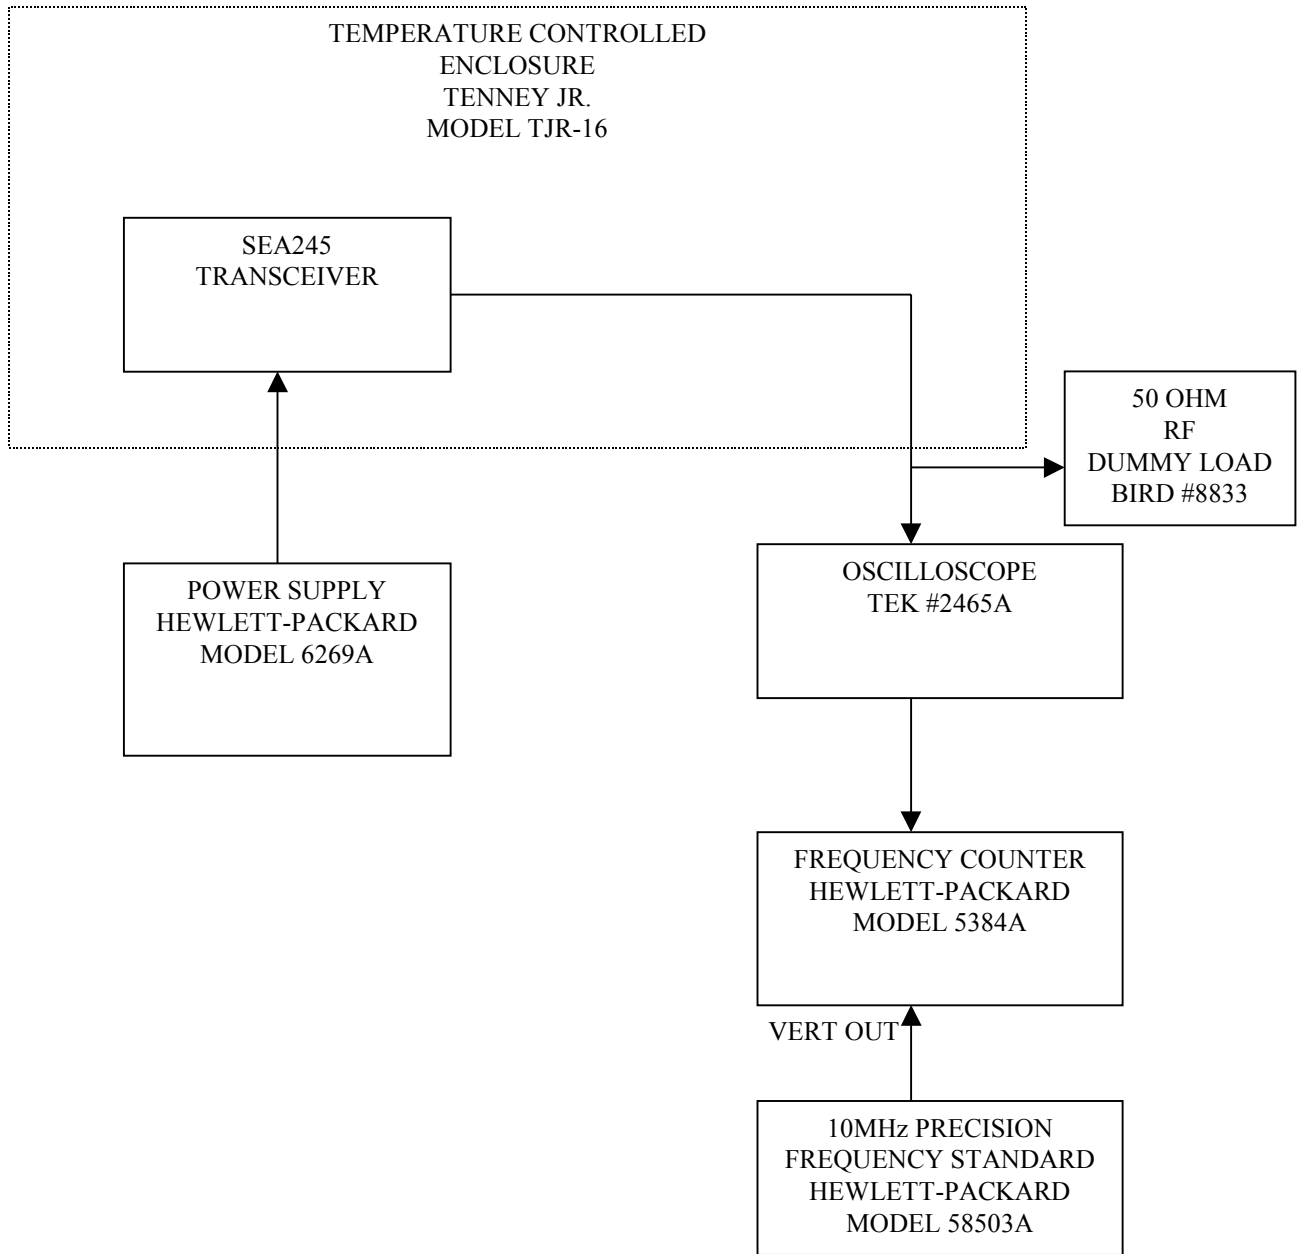 TEMPERATURE CONTROLLED
ENCLOSURE
TENNEY JR.
MODEL TJR-16
SEA245
TRANSCEIVER
50 OHM
RF
DUMMY LOAD
BIRD #8833
POWER SUPPLY
HEWLETT-PACKARD
MODEL 6269A
OSCILLOSCOPE
TEK #2465A
FREQUENCY COUNTER
HEWLETT-PACKARD
MODEL 5384A
VERT OUT
10MHz PRECISION
FREQUENCY STANDARD
HEWLETT-PACKARD
MODEL 58503A